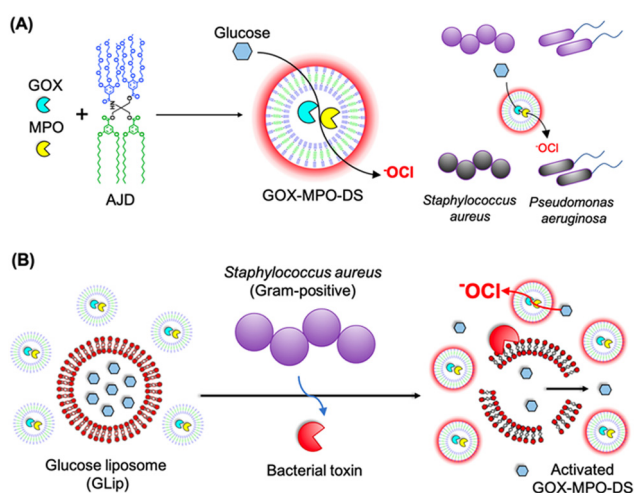 (A)
Glucose
GOX
MPO
+
AJD
GOX-MPO-DS
⁻OCl
⁻OCl
Staphylococcus
aureus
Pseudomonas
aeruginosa
(B)
Staphylococcus aureus
(Gram-positive)
⁻OCl
Glucose liposome
(GLip)
Bacterial toxin
Activated
GOX-MPO-DS